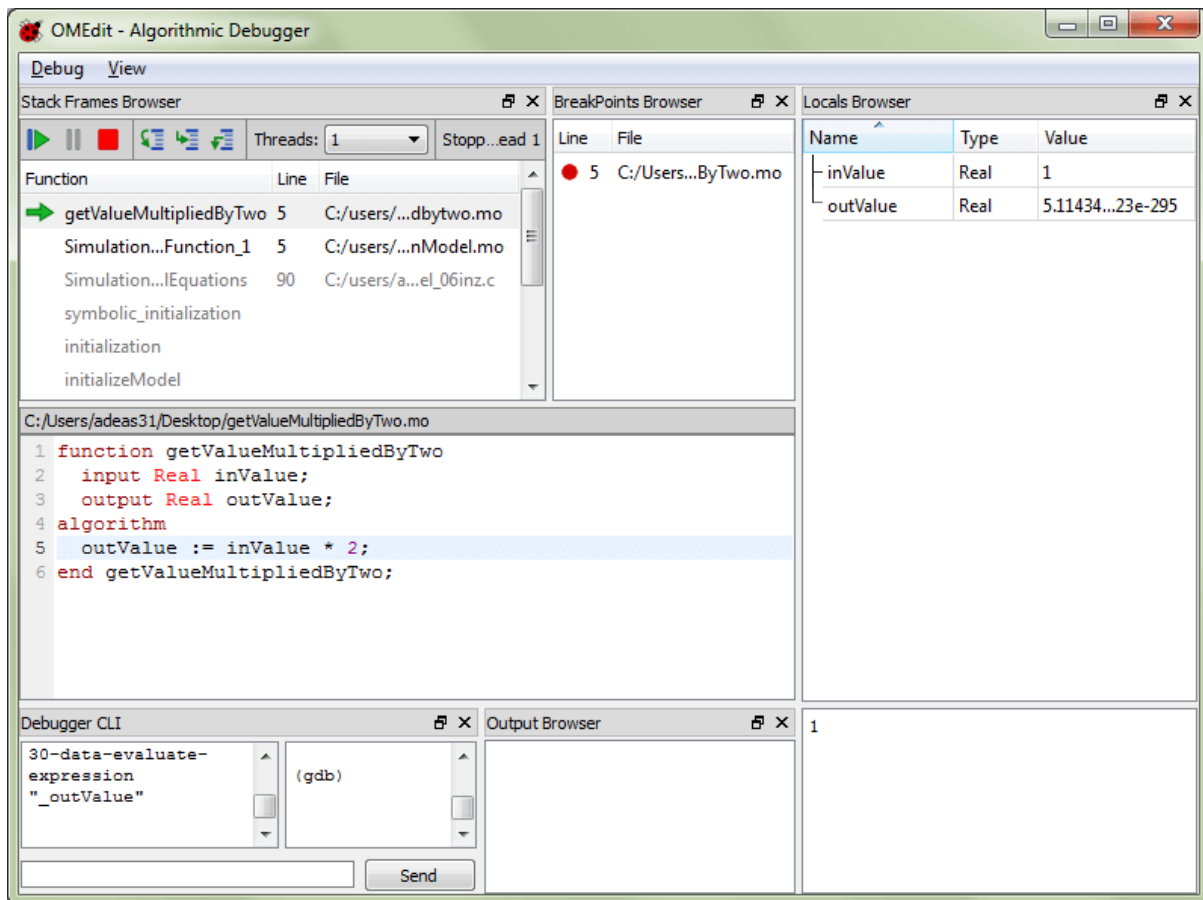 OMEdit - Algorithmic Debugger
Debug View
Stack Frames Browser
Threads: 1 Stopp...ead 1
Function Line File
getValueMultipliedByTwo 5 C:/users/...dbytwo.mo
Simulation...Function_1 5 C:/users/...nModel.mo
Simulation...lEquations 90 C:/users/a...el_06inz.c
symbolic_initialization
initialization
initializeModel
BreakPoints Browser
Line File
5 C:/Users...ByTwo.mo
Locals Browser
Name Type Value
inValue Real 1
outValue Real 5.11434...23e-295
C:/Users/adeas31/Desktop/getValueMultipliedByTwo.mo
1 function getValueMultipliedByTwo
2 input Real inValue;
3 output Real outValue;
4 algorithm
5 outValue := inValue * 2;
6 end getValueMultipliedByTwo;
Debugger CLI
30-data-evaluate-
expression
"_outValue"
(gdb)
Send
Output Browser
1